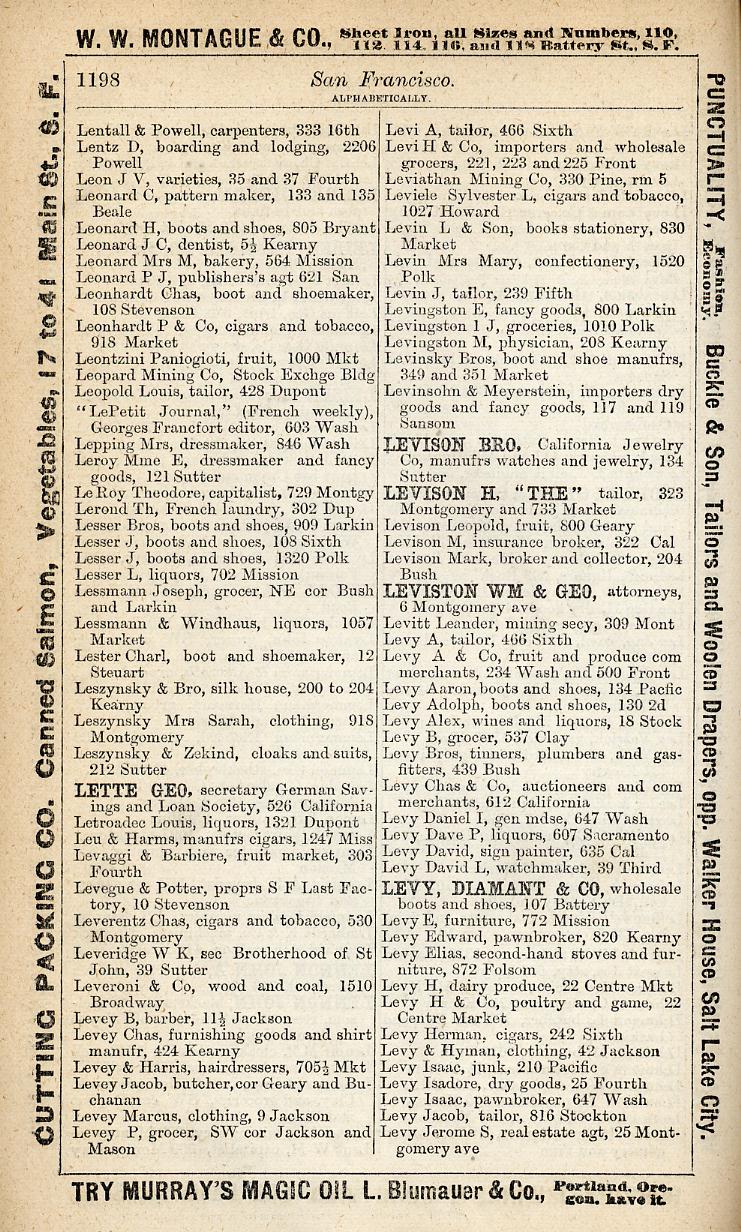 W. W. MONTAGUE & CO., Sheet Iron, all Sizes and Numbers, 110,
112. 114. 116. and 118 Battery St., S. F.
1198 San Francisco.
ALPHABETICALLY.
Lentall & Powell, carpenters, 333 16th
Lentz D, boarding and lodging, 2206
Powell
Leon J V, varieties, 35 and 37 Fourth
Leonard C, pattern maker, 133 and 135
Beale
Leonard H, boots and shoes, 805 Bryant
Leonard J C, dentist, 5½ Kearny
Leonard Mrs M, bakery, 564 Mission
Leonard P J, publishers's agt 621 San
Leonhardt Chas, boot and shoemaker,
108 Stevenson
Leonhardt P & Co, cigars and tobacco,
918 Market
Leontzini Paniogioti, fruit, 1000 Mkt
Leopard Mining Co, Stock Exchge Bldg
Leopold Louis, tailor, 428 Dupont
"LePetit Journal," (French weekly),
Georges Francfort editor, 603 Wash
Lepping Mrs, dressmaker, 846 Wash
Leroy Mme E, dressmaker and fancy
goods, 121 Sutter
Le Roy Theodore, capitalist, 729 Montgy
Lerond Th, French laundry, 302 Dup
Lesser Bros, boots and shoes, 909 Larkin
Lesser J, boots and shoes, 108 Sixth
Lesser J, boots and shoes, 1320 Polk
Lesser L, liquors, 702 Mission
Lessmann Joseph, grocer, NE cor Bush
and Larkin
Lessmann & Windhaus, liquors, 1057
Market
Lester Charl, boot and shoemaker, 12
Steuart
Leszynsky & Bro, silk house, 200 to 204
Kearny
Leszynsky Mrs Sarah, clothing, 918
Montgomery
Leszynsky & Zekind, cloaks and suits,
212 Sutter
LETTE GEO, secretary German Sav-
ings and Loan Society, 526 California
Letroadec Louis, liquors, 1321 Dupont
Leu & Harms, manufrs cigars, 1247 Miss
Levaggi & Barbiere, fruit market, 303
Fourth
Levegue & Potter, proprs S F Last Fac-
tory, 10 Stevenson
Leverentz Chas, cigars and tobacco, 530
Montgomery
Leveridge W K, sec Brotherhood of St
John, 39 Sutter
Leveroni & Co, wood and coal, 1510
Broadway
Levey B, barber, 11½ Jackson
Levey Chas, furnishing goods and shirt
manufr, 424 Kearny
Levey & Harris, hairdressers, 705½ Mkt
Levey Jacob, butcher, cor Geary and Bu-
chanan
Levey Marcus, clothing, 9 Jackson
Levey P, grocer, SW cor Jackson and
Mason
Levi A, tailor, 466 Sixth
Levi H & Co, importers and wholesale
grocers, 221, 223 and 225 Front
Leviathan Mining Co, 330 Pine, rm 5
Leviele Sylvester L, cigars and tobacco,
1027 Howard
Levin L & Son, books stationery, 830
Market
Levin Mrs Mary, confectionery, 1520
Polk
Levin J, tailor, 239 Fifth
Levingston E, fancy goods, 800 Larkin
Levingston I J, groceries, 1010 Polk
Levingston M, physician, 208 Kearny
Levinsky Bros, boot and shoe manufrs,
349 and 351 Market
Levinsohn & Meyerstein, importers dry
goods and fancy goods, 117 and 119
Sansom
LEVISON BRO, California Jewelry
Co, manufrs watches and jewelry, 134
Sutter
LEVISON H, "THE" tailor, 323
Montgomery and 733 Market
Levison Leopold, fruit, 800 Geary
Levison M, insurance broker, 322 Cal
Levison Mark, broker and collector, 204
Bush
LEVISTON WM & GEO, attorneys,
6 Montgomery ave
Levitt Leander, mining secy, 309 Mont
Levy A, tailor, 466 Sixth
Levy A & Co, fruit and produce com
merchants, 234 Wash and 500 Front
Levy Aaron, boots and shoes, 134 Pacfic
Levy Adolph, boots and shoes, 130 2d
Levy Alex, wines and liquors, 18 Stock
Levy B, grocer, 537 Clay
Levy Bros, tinners, plumbers and gas-
fitters, 439 Bush
Levy Chas & Co, auctioneers and com
merchants, 612 California
Levy Daniel I, gen mdse, 647 Wash
Levy Dave P, liquors, 607 Sacramento
Levy David, sign painter, 635 Cal
Levy David L, watchmaker, 39 Third
LEVY, DIAMANT & CO, wholesale
boots and shoes, 107 Battery
Levy E, furniture, 772 Mission
Levy Edward, pawnbroker, 820 Kearny
Levy Elias, second-hand stoves and fur-
niture, 872 Folsom
Levy H, dairy produce, 22 Centre Mkt
Levy H & Co, poultry and game, 22
Centre Market
Levy Herman, cigars, 242 Sixth
Levy & Hyman, clothing, 42 Jackson
Levy Isaac, junk, 210 Pacific
Levy Isadore, dry goods, 25 Fourth
Levy Isaac, pawnbroker, 647 Wash
Levy Jacob, tailor, 816 Stockton
Levy Jerome S, real estate agt, 25 Mont-
gomery ave
CUTTING PACKING CO. Canned Salmon, Vegetables, 17 to 41 Main St., S. F.
PUNCTUALITY, Fashion. Economy. Buckle & Son, Tailors and Woolen Drapers, opp. Walker House, Salt Lake City.
TRY MURRAY'S MAGIC OIL L. Blumauer & Co., Portland, Ore-
gon. have it.